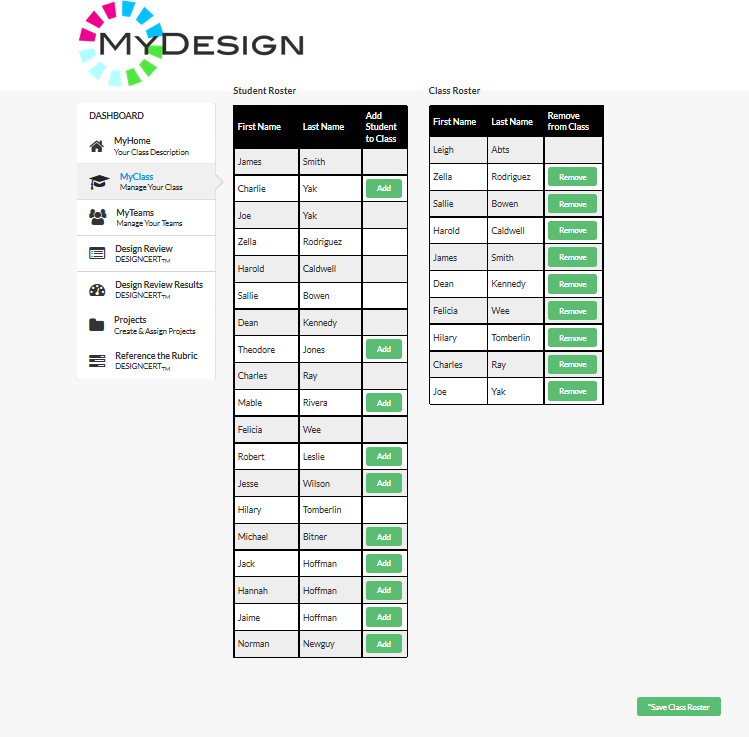 MYDESIGN
DASHBOARD
MyHome
Your Class Description
MyClass
Manage Your Class
MyTeams
Manage Your Teams
Design Review
DESIGNCERTTM
Design Review Results
DESIGNCERTTM
Projects
Create & Assign Projects
Reference the Rubric
DESIGNCERTTM
Student Roster
First Name Last Name Add Student to Class
James Smith
Charlie Yak Add
Joe Yak
Zella Rodriguez
Harold Caldwell
Sallie Bowen
Dean Kennedy
Theodore Jones Add
Charles Ray
Mable Rivera Add
Felicia Wee
Robert Leslie Add
Jesse Wilson Add
Hilary Tomberlin
Michael Bitner Add
Jack Hoffman Add
Hannah Hoffman Add
Jaime Hoffman Add
Norman Newguy Add
Class Roster
First Name Last Name Remove from Class
Leigh Abts
Zella Rodriguez Remove
Sallie Bowen Remove
Harold Caldwell Remove
James Smith Remove
Dean Kennedy Remove
Felicia Wee Remove
Hilary Tomberlin Remove
Charles Ray Remove
Joe Yak Remove
*Save Class Roster